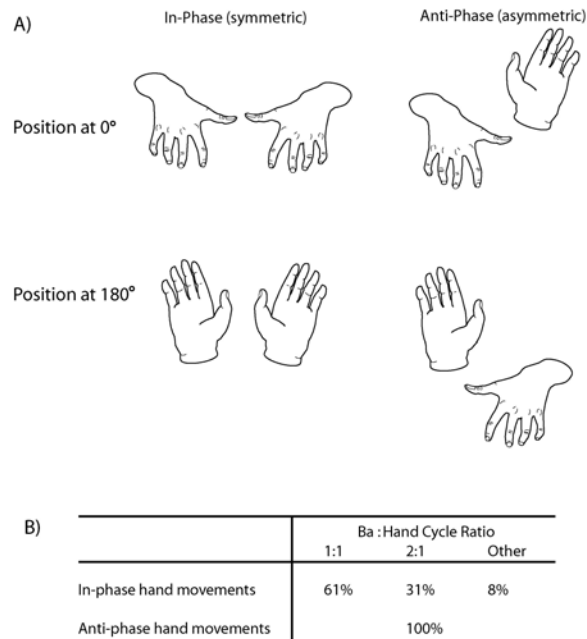 A)
In-Phase (symmetric) Anti-Phase (asymmetric)
Position at 0°
Position at 180°
B)
Ba : Hand Cycle Ratio
1:1 2:1 Other
In-phase hand movements 61% 31% 8%
Anti-phase hand movements 100%